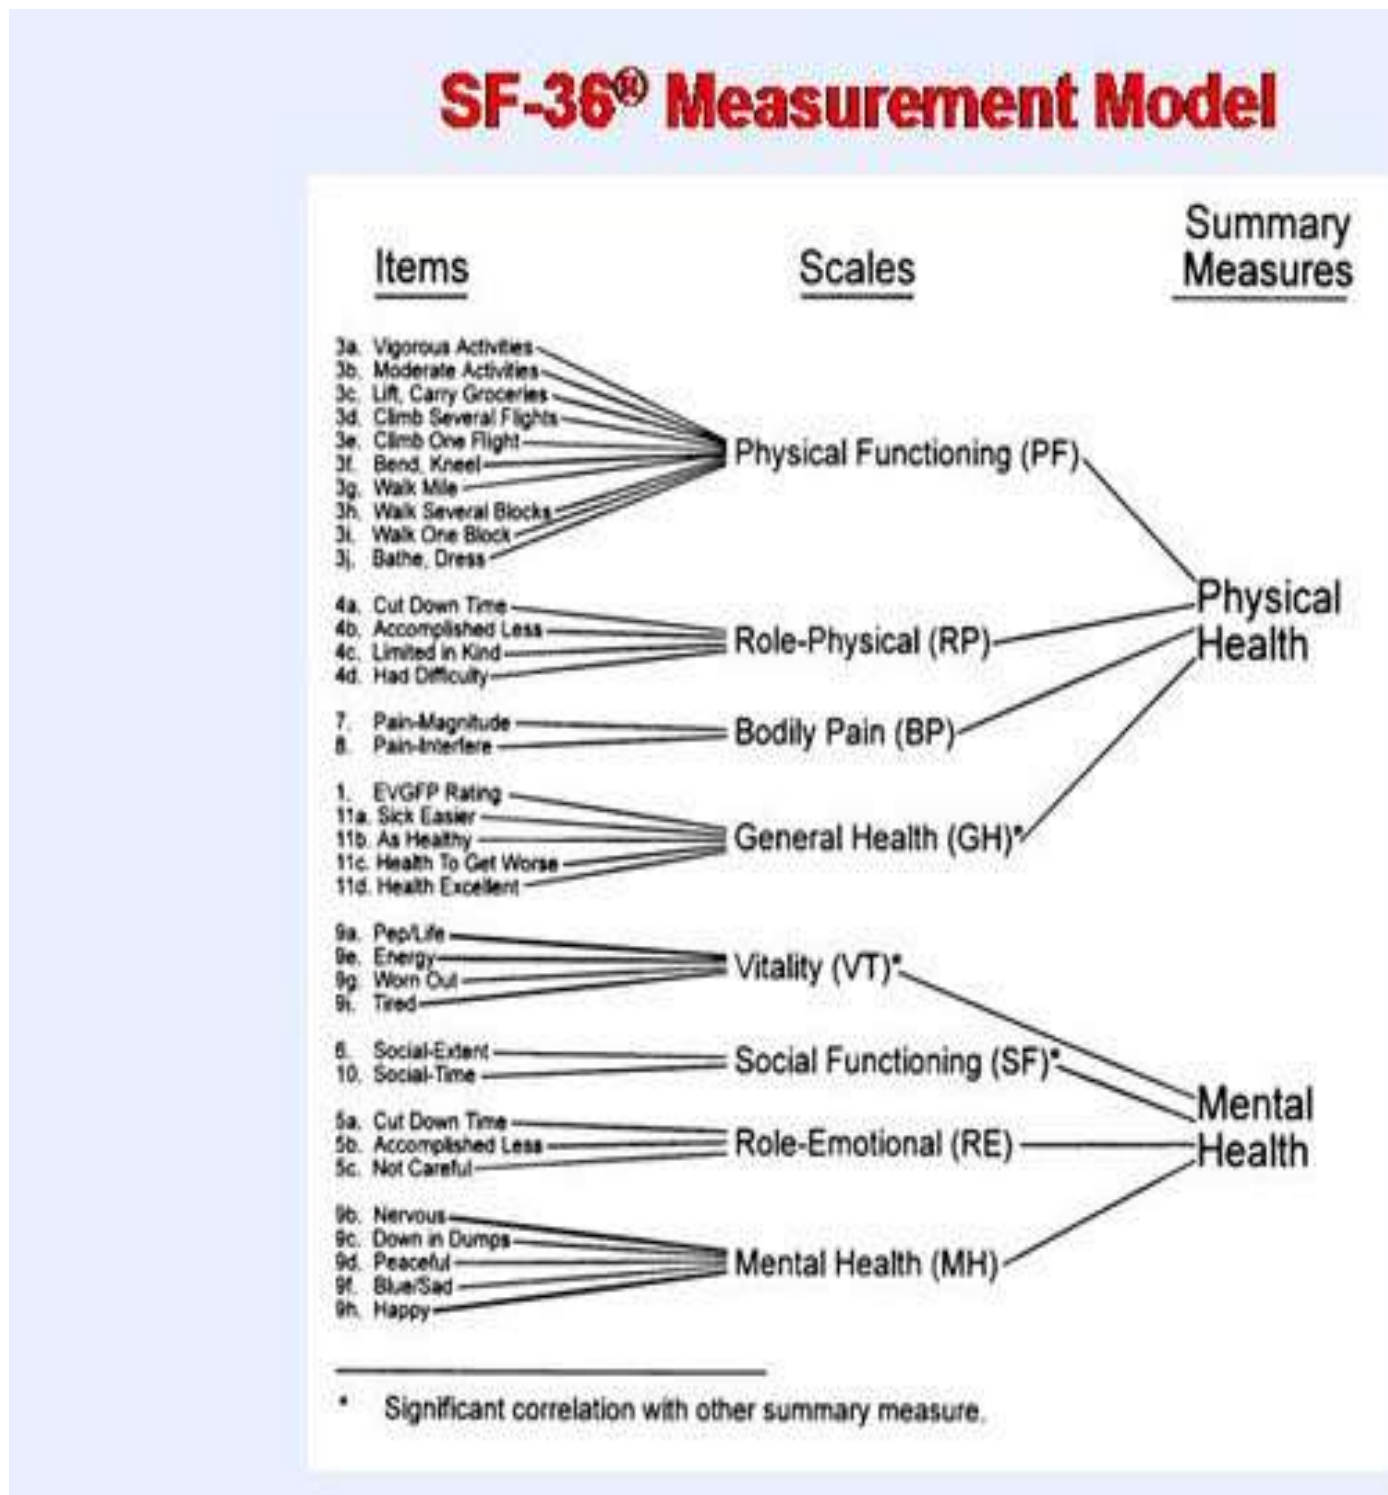 SF-36® Measurement Model
Items
Scales
Summary
Measures
3a. Vigorous Activities
3b. Moderate Activities
3c. Lift, Carry Groceries
3d. Climb Several Flights
3e. Climb One Flight
3f. Bend, Kneel
3g. Walk Mile
3h. Walk Several Blocks
3i. Walk One Block
3j. Bathe, Dress
Physical Functioning (PF)
4a. Cut Down Time
4b. Accomplished Less
4c. Limited in Kind
4d. Had Difficulty
Role-Physical (RP)
7. Pain-Magnitude
8. Pain-Interfere
Bodily Pain (BP)
1. EVGFP Rating
11a. Sick Easier
11b. As Healthy
11c. Health To Get Worse
11d. Health Excellent
General Health (GH)*
Physical
Health
9a. Pep/Life
9e. Energy
9g. Worn Out
9i. Tired
Vitality (VT)*
6. Social-Extent
10. Social-Time
Social Functioning (SF)*
5a. Cut Down Time
5b. Accomplished Less
5c. Not Careful
Role-Emotional (RE)
9b. Nervous
9c. Down in Dumps
9d. Peaceful
9f. Blue/Sad
9h. Happy
Mental Health (MH)
Mental
Health
* Significant correlation with other summary measure.